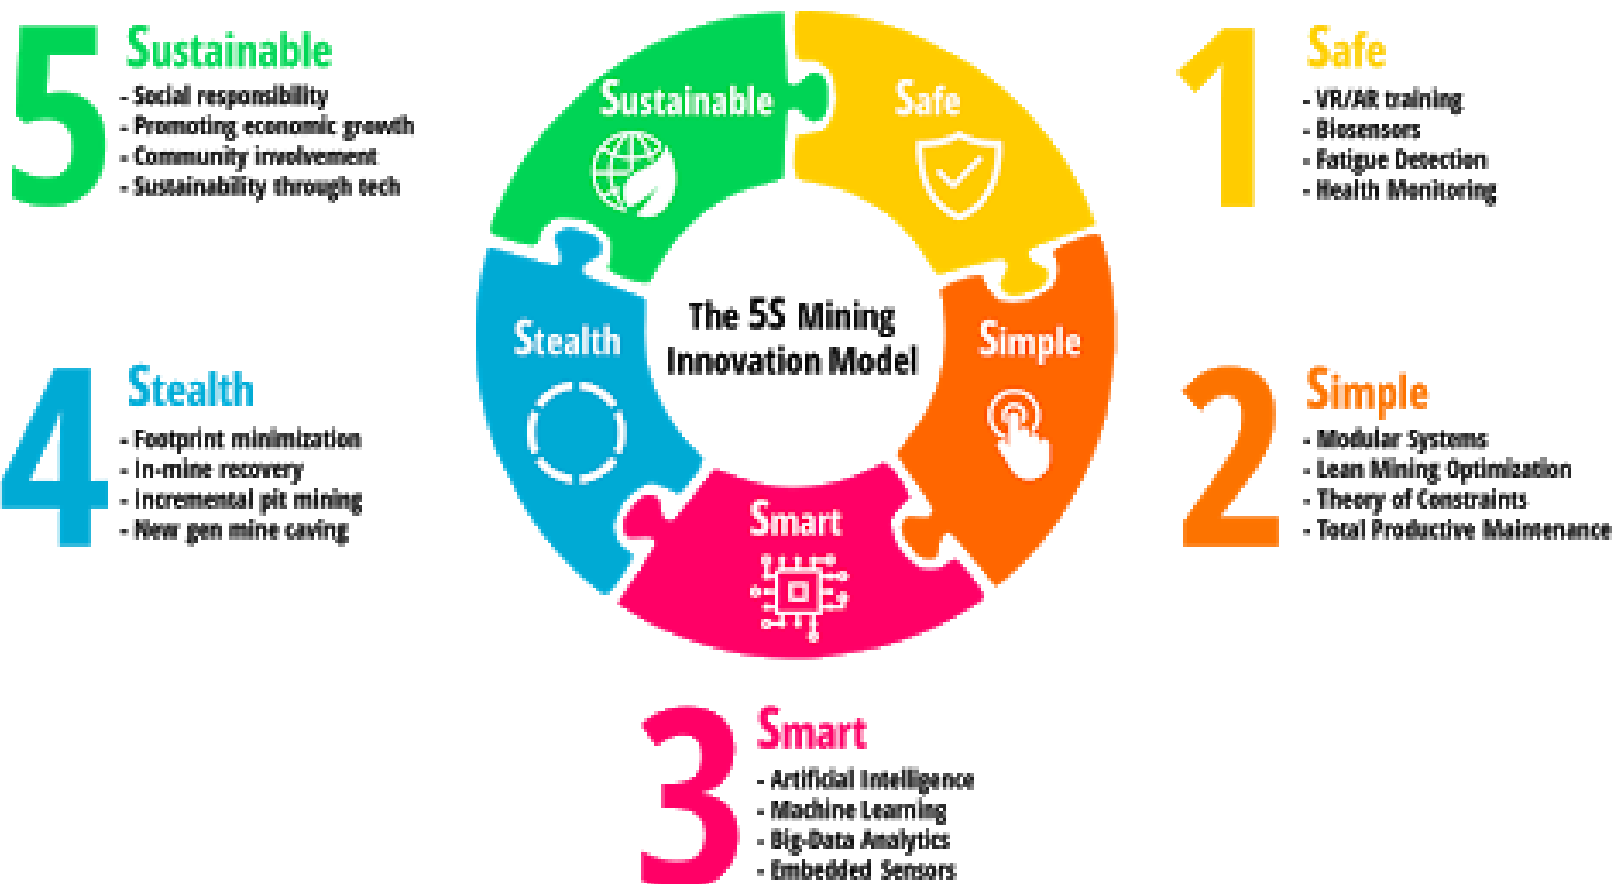 5
Sustainable
- Social responsibility
- Promoting economic growth
- Community involvement
- Sustainability through tech
Sustainable
Safe
1
Safe
- VR/AR training
- Biosensors
- Fatigue Detection
- Health Monitoring
The 5S Mining
Innovation Model
Stealth
Simple
Smart
4
Stealth
- Footprint minimization
- In-mine recovery
- Incremental pit mining
- New gen mine caving
2
Simple
- Modular Systems
- Lean Mining Optimization
- Theory of Constraints
- Total Productive Maintenance
3
Smart
- Artificial Intelligence
- Machine Learning
- Big-Data Analytics
- Embedded Sensors